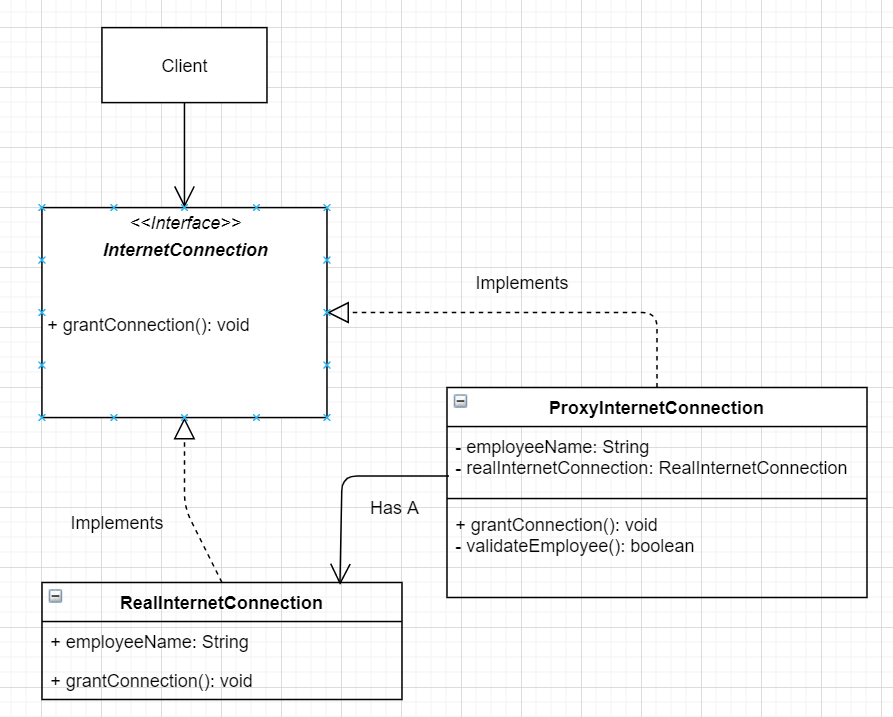 Client
<<Interface>>
InternetConnection
+ grantConnection(): void
Implements
ProxyInternetConnection
- employeeName: String
- realInternetConnection: RealInternetConnection
+ grantConnection(): void
- validateEmployee(): boolean
Has A
Implements
RealInternetConnection
+ employeeName: String
+ grantConnection(): void